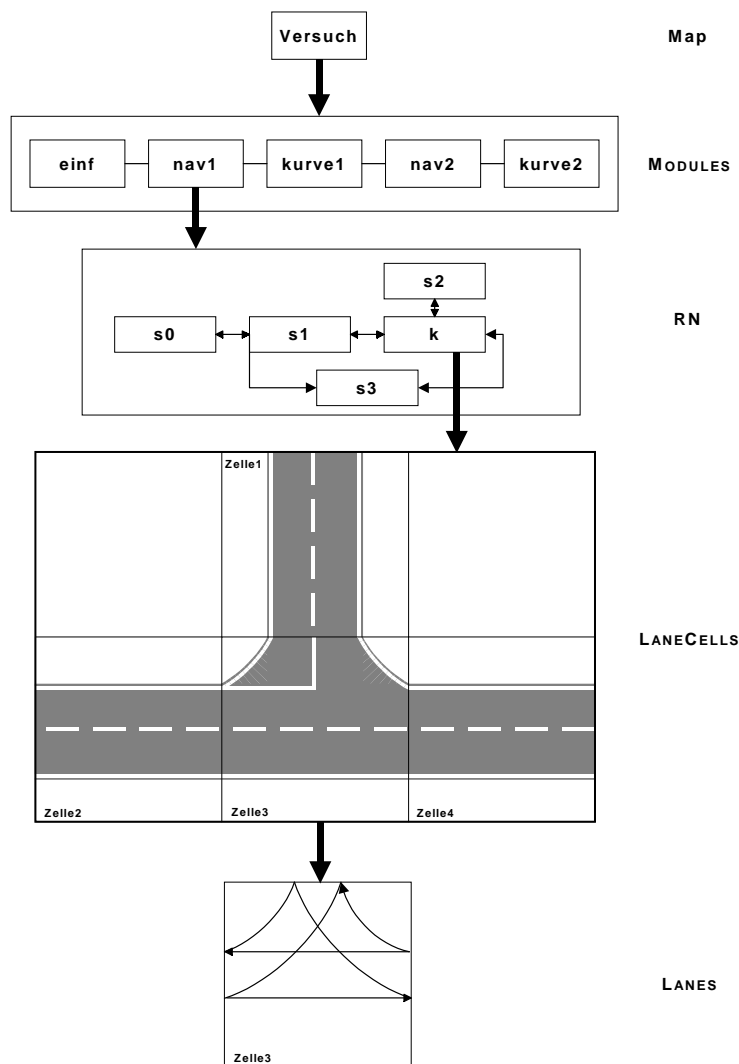 Versuch
MAP
einf nav1 kurve1 nav2 kurve2
MODULES
s2
s0 s1 k
RN
s3
Zelle1
LANECELLS
Zelle2 Zelle3 Zelle4
LANES
Zelle3